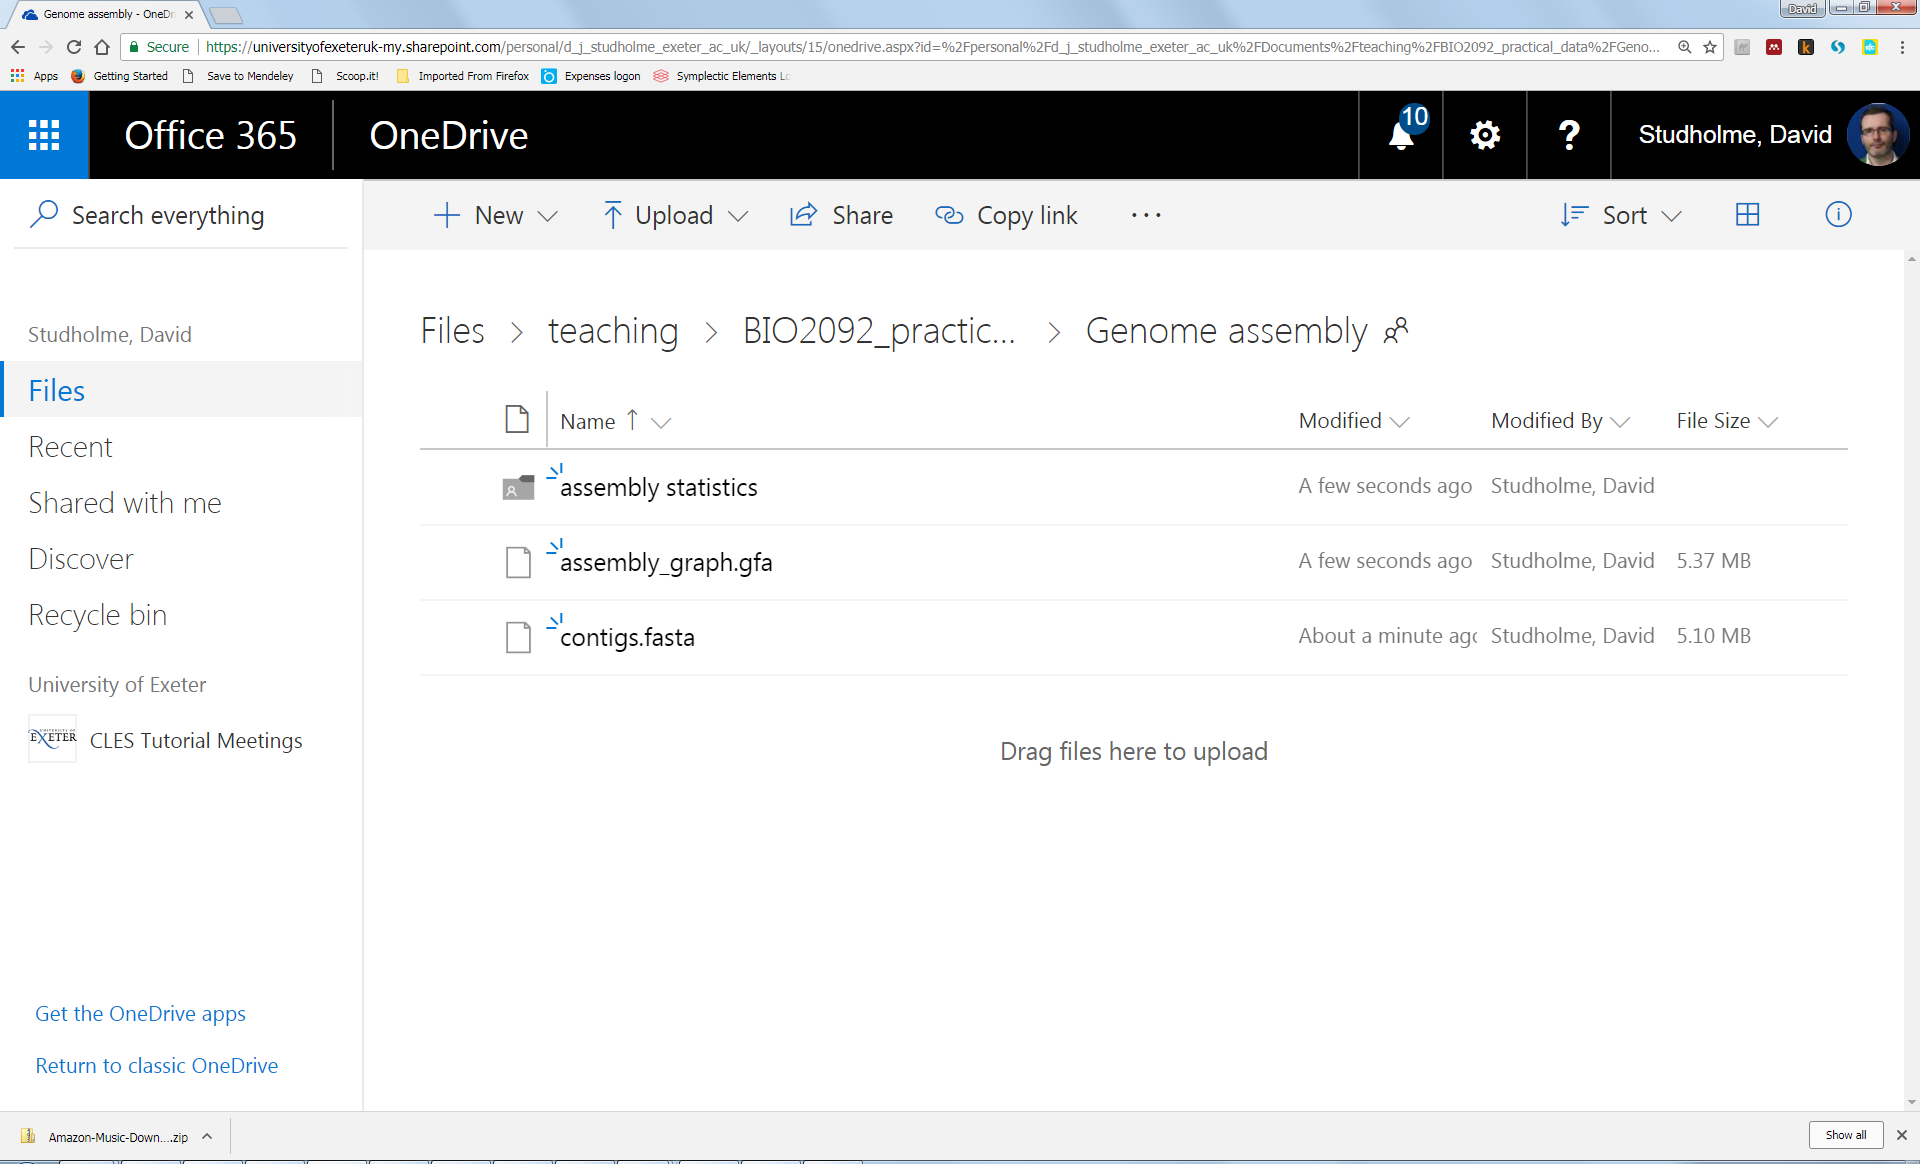 Genome assembly - OneDri
David
Secure
https://universityofexeteruk-my.sharepoint.com/personal/d_j_studholme_exeter_ac_uk/_layouts/15/onedrive.aspx?id=%2Fpersonal%2Fd_j_studholme_exeter_ac_uk%2FDocuments%2Fteaching%2FBIO2092_practical_data%2FGeno...
Apps Getting Started Save to Mendeley Scoop.it! Imported From Firefox Expenses logon Symplectic Elements Lo
Office 365 OneDrive 10 ? Studholme, David
Search everything
New Upload Share Copy link ... Sort
Studholme, David
Files
Recent
Shared with me
Discover
Recycle bin
University of Exeter
UNIVERSITY OF EXETER
CLES Tutorial Meetings
Get the OneDrive apps
Return to classic OneDrive
Files > teaching > BIO2092_practic... > Genome assembly
Name Modified Modified By File Size
assembly statistics A few seconds ago Studholme, David
assembly_graph.gfa A few seconds ago Studholme, David 5.37 MB
contigs.fasta About a minute ago Studholme, David 5.10 MB
Drag files here to upload
Amazon-Music-Down....zip
Show all